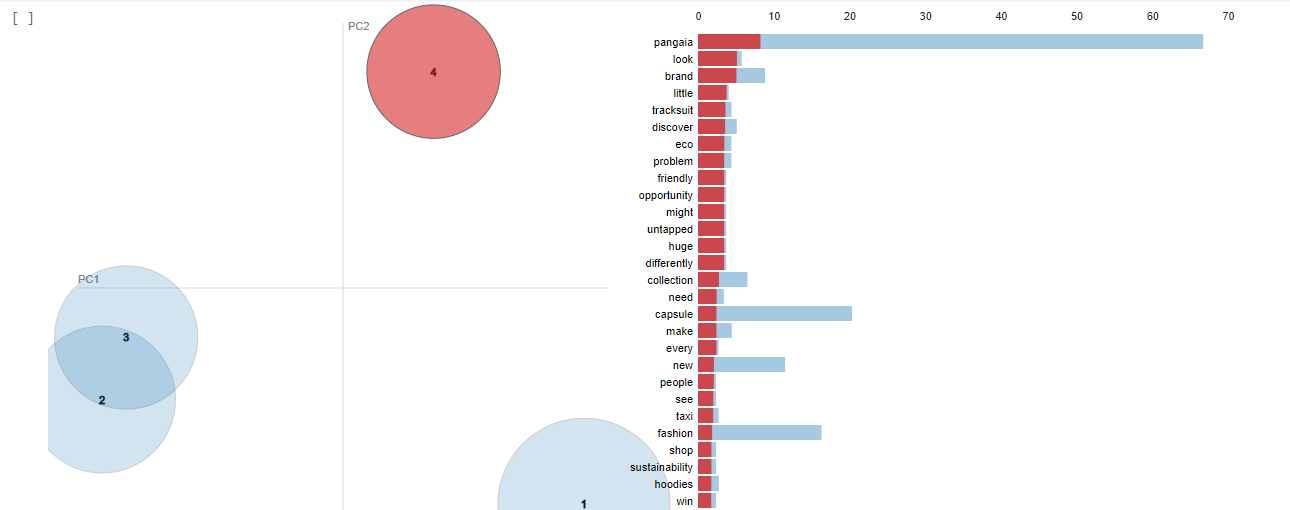 [ ]
PC2
4
PC1
3
2
1
0 10 20 30 40 50 60 70
pangaia
look
brand
little
tracksuit
discover
eco
problem
friendly
opportunity
might
untapped
huge
differently
collection
need
capsule
make
every
new
people
see
taxi
fashion
shop
sustainability
hoodies
win